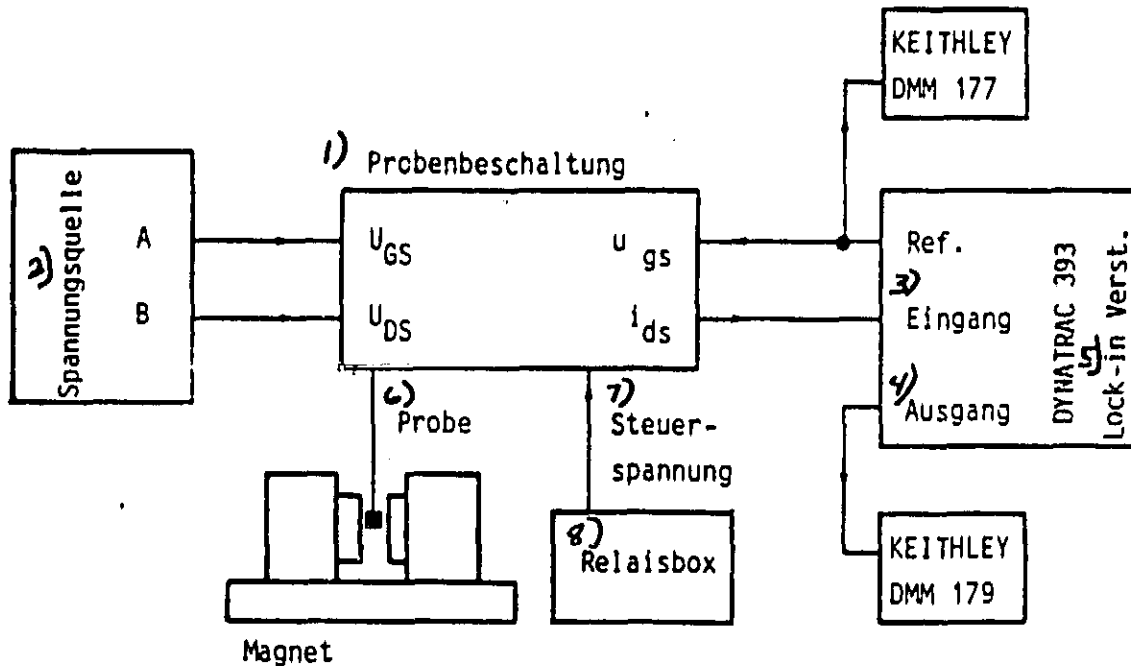 KEITHLEY
DMM 177
1) Probenbeschaltung
2) Spannungsquelle
A
B
U_GS
U_DS
u_gs
i_ds
Ref.
3)
Eingang
4)
Ausgang
DYNATRAC 393
5)
Lock-in Verst.
6)
Probe
7)
Steuer-
spannung
8)
Relaisbox
KEITHLEY
DMM 179
Magnet